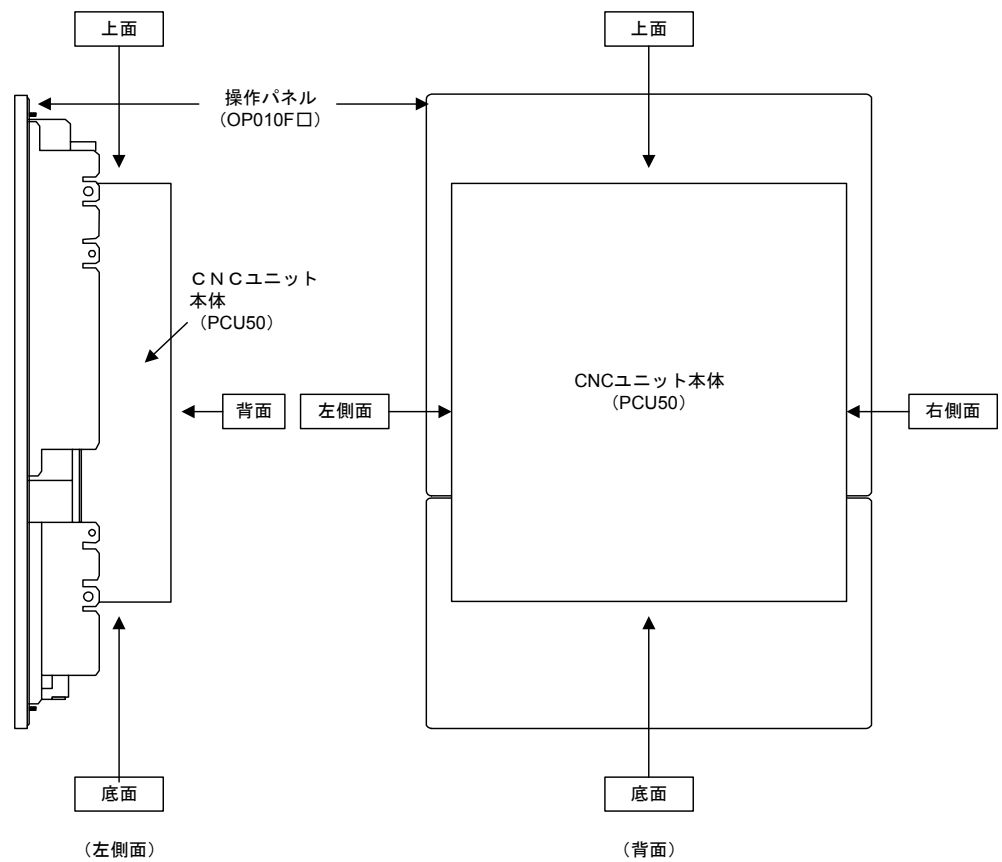 上面
上面
操作パネル
（OP010F□）
ＣＮＣユニット
本体
（PCU50）
CNCユニット本体
（PCU50）
背面
左側面
右側面
底面
底面
（左側面）
（背面）